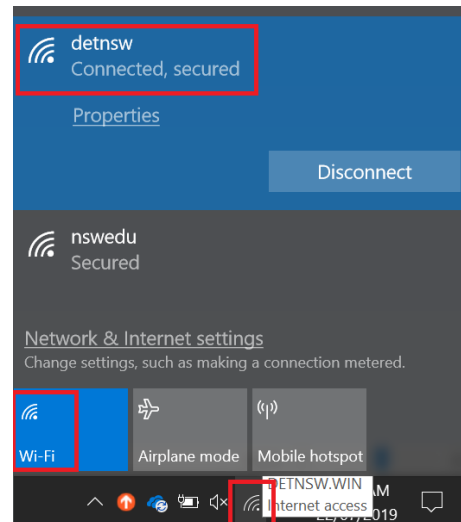 detnsw
Connected, secured
Properties
Disconnect
nswedu
Secured
Network & Internet settings
Change settings, such as making a connection metered.
Wi-Fi
Airplane mode
Mobile hotspot
DETNSW.WIN
Internet access